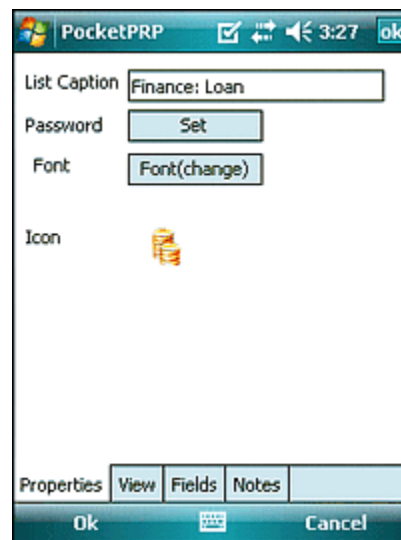 PocketPRP 3:27 ok
List Caption Finance: Loan
Password Set
Font Font(change)
Icon
Properties View Fields Notes
Ok Cancel